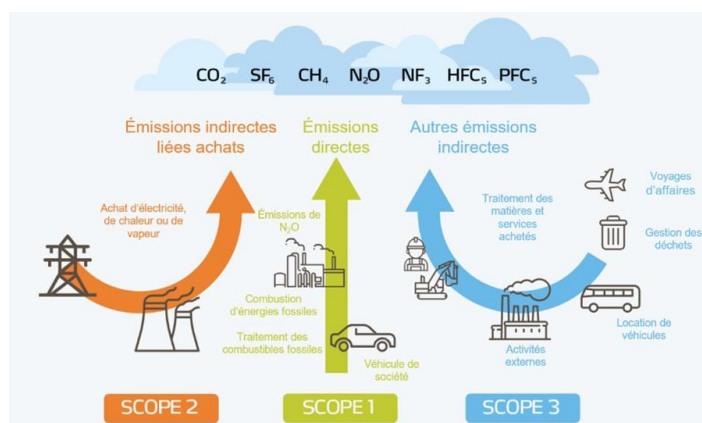 CO₂ SF₆ CH₄ N₂O NF₃ HFCₛ PFCₛ
Émissions indirectes
liées achats
Émissions
directes
Autres émissions
indirectes
Achat d'électricité,
de chaleur ou de
vapeur
Émissions de
N₂O
Combustion
d'énergies fossiles
Traitement des
combustibles fossiles
Véhicule de
société
Traitement des
matières et
services
achetés
Voyages
d'affaires
Gestion des
déchets
Location de
véhicules
Activités
externes
SCOPE 2
SCOPE 1
SCOPE 3